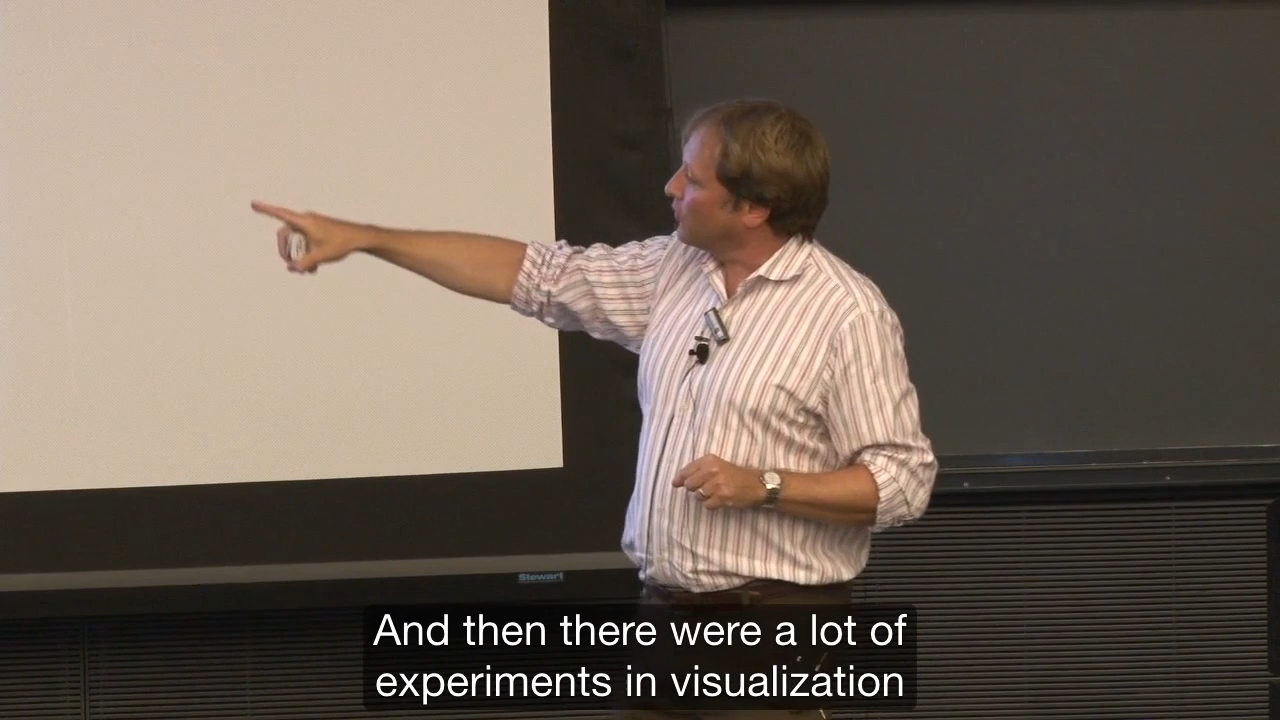 Stewart
And then there were a lot of
experiments in visualization